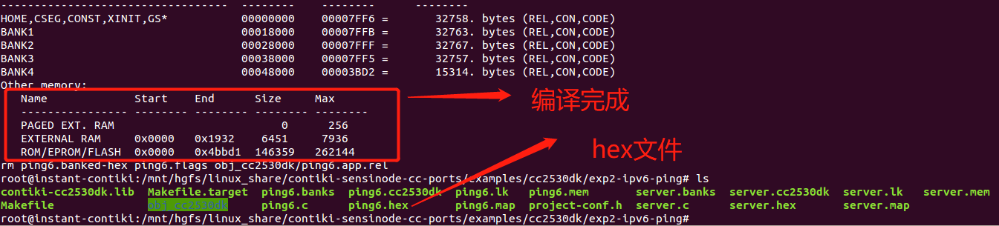 --------------------------------- -------- -------- --------
HOME,CSEG,CONST,XINIT,GS* 00000000 00007FF6 = 32758. bytes (REL,CON,CODE)
BANK1 00018000 00007FFB = 32763. bytes (REL,CON,CODE)
BANK2 00028000 00007FFF = 32767. bytes (REL,CON,CODE)
BANK3 00038000 00007FF5 = 32757. bytes (REL,CON,CODE)
BANK4 00048000 00003BD2 = 15314. bytes (REL,CON,CODE)
Other memory:
Name Start End Size Max
---------------- -------- -------- -------- --------
PAGED EXT. RAM 0 256
EXTERNAL RAM 0x0000 0x1932 6451 7936
ROM/EPROM/FLASH 0x0000 0x4bbd1 146359 262144
编译完成
hex文件
rm ping6.banked-hex ping6.flags obj_cc2530dk/ping6.app.rel
root@instant-contiki:/mnt/hgfs/linux_share/contiki-sensinode-cc-ports/examples/cc2530dk/exp2-ipv6-ping# ls
contiki-cc2530dk.lib Makefile.target ping6.banks ping6.cc2530dk ping6.lk ping6.mem server.banks server.cc2530dk server.lk server.mem
Makefile obj_cc2530dk ping6.c ping6.hex ping6.map project-conf.h server.c server.hex server.map
root@instant-contiki:/mnt/hgfs/linux_share/contiki-sensinode-cc-ports/examples/cc2530dk/exp2-ipv6-ping#